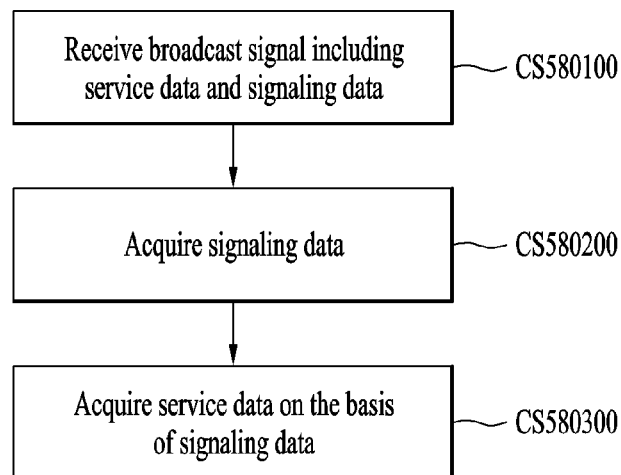 Receive broadcast signal including
service data and signaling data
CS580100
Acquire signaling data
CS580200
Acquire service data on the basis
of signaling data
CS580300